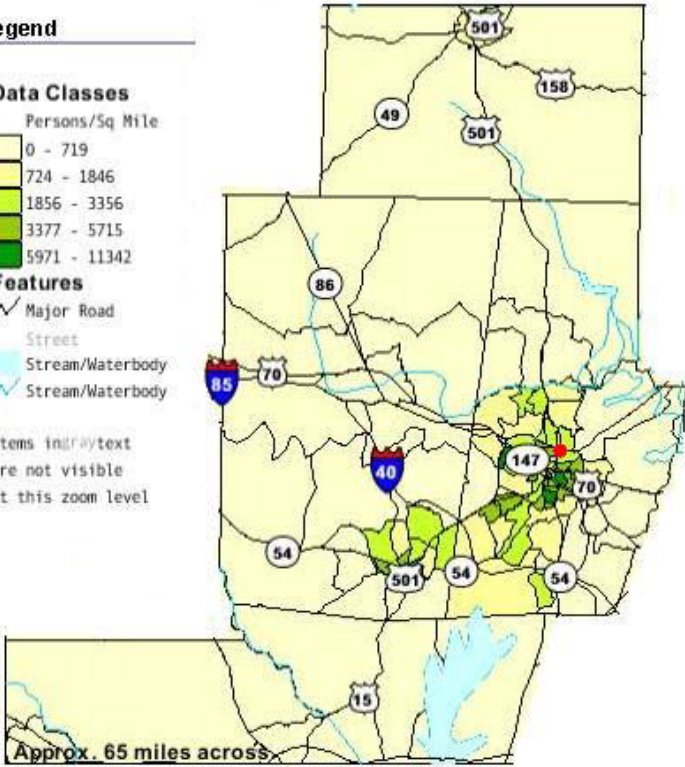 egend
Data Classes
Persons/Sq Mile
0 - 719
724 - 1846
1856 - 3356
3377 - 5715
5971 - 11342
Features
Major Road
Street
Stream/Waterbody
Stream/Waterbody
tems in gray text
re not visible
t this zoom level
501
158
49
501
86
85
70
40
147
70
54
501
54
54
15
Approx. 65 miles across.